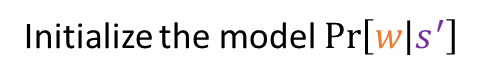 Initialize the model Pr[w|s′]